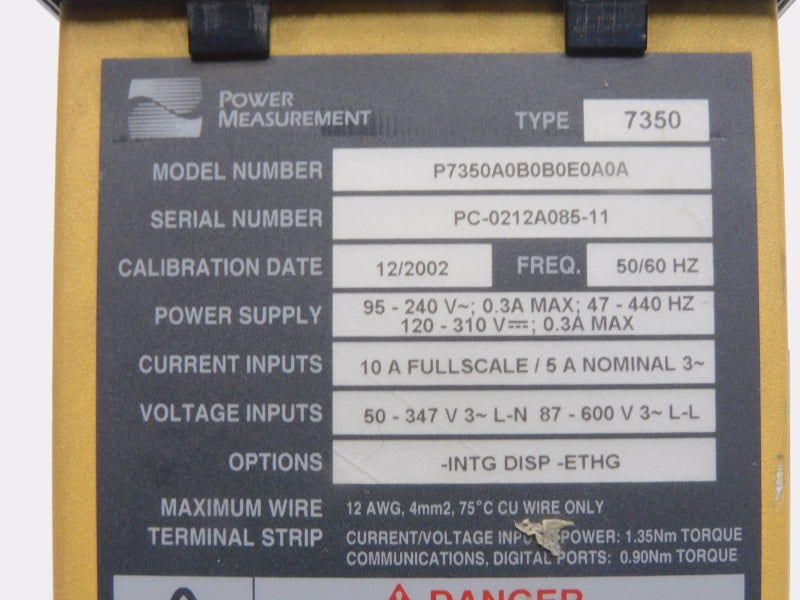 POWER
MEASUREMENT
TYPE 7350
MODEL NUMBER P7350A0B0B0E0A0A
SERIAL NUMBER PC-0212A085-11
CALIBRATION DATE 12/2002 FREQ. 50/60 HZ
POWER SUPPLY 95 - 240 V~; 0.3A MAX; 47 - 440 HZ
120 - 310 V⎓; 0.3A MAX
CURRENT INPUTS 10 A FULLSCALE / 5 A NOMINAL 3~
VOLTAGE INPUTS 50 - 347 V 3~ L-N 87 - 600 V 3~ L-L
OPTIONS -INTG DISP -ETHG
MAXIMUM WIRE 12 AWG, 4mm2, 75°C CU WIRE ONLY
TERMINAL STRIP CURRENT/VOLTAGE POWER: 1.35Nm TORQUE
COMMUNICATIONS, DIGITAL PORTS: 0.90Nm TORQUE
DANGER